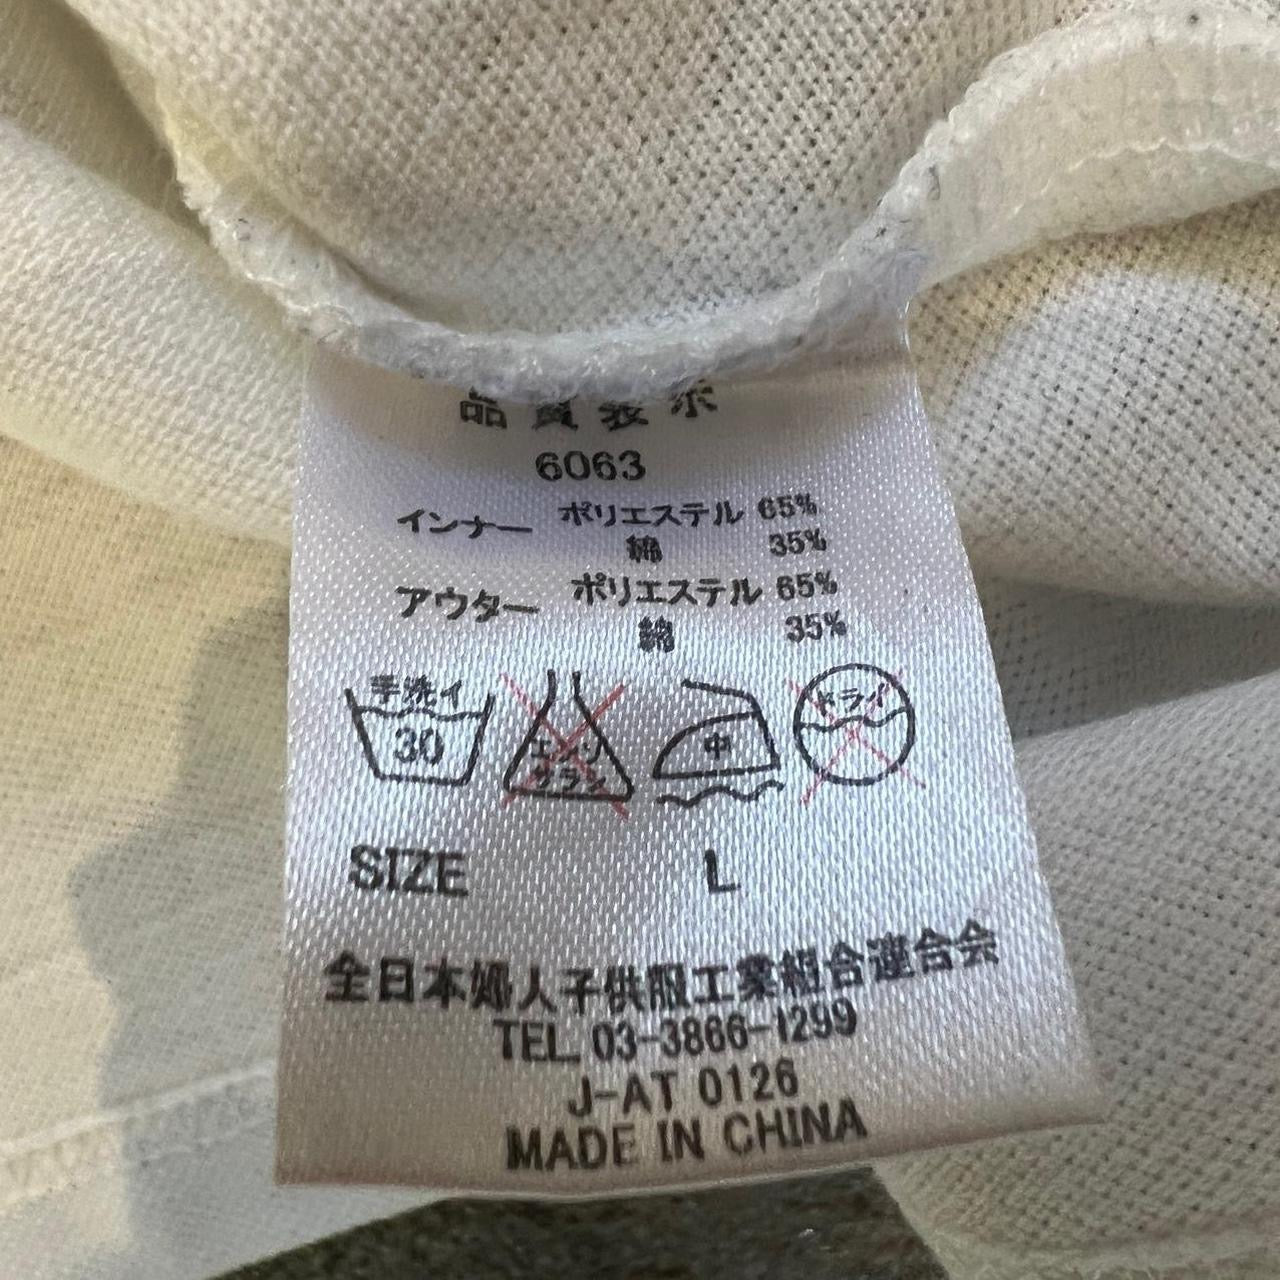 品質表示
6063
インナー ポリエステル 65%
綿 35%
アウター ポリエステル 65%
綿 35%
手洗イ 30 エンソサラシ 中 ドライ
SIZE L
全日本婦人子供服工業組合連合会
TEL 03-3866-1299
J-AT 0126
MADE IN CHINA